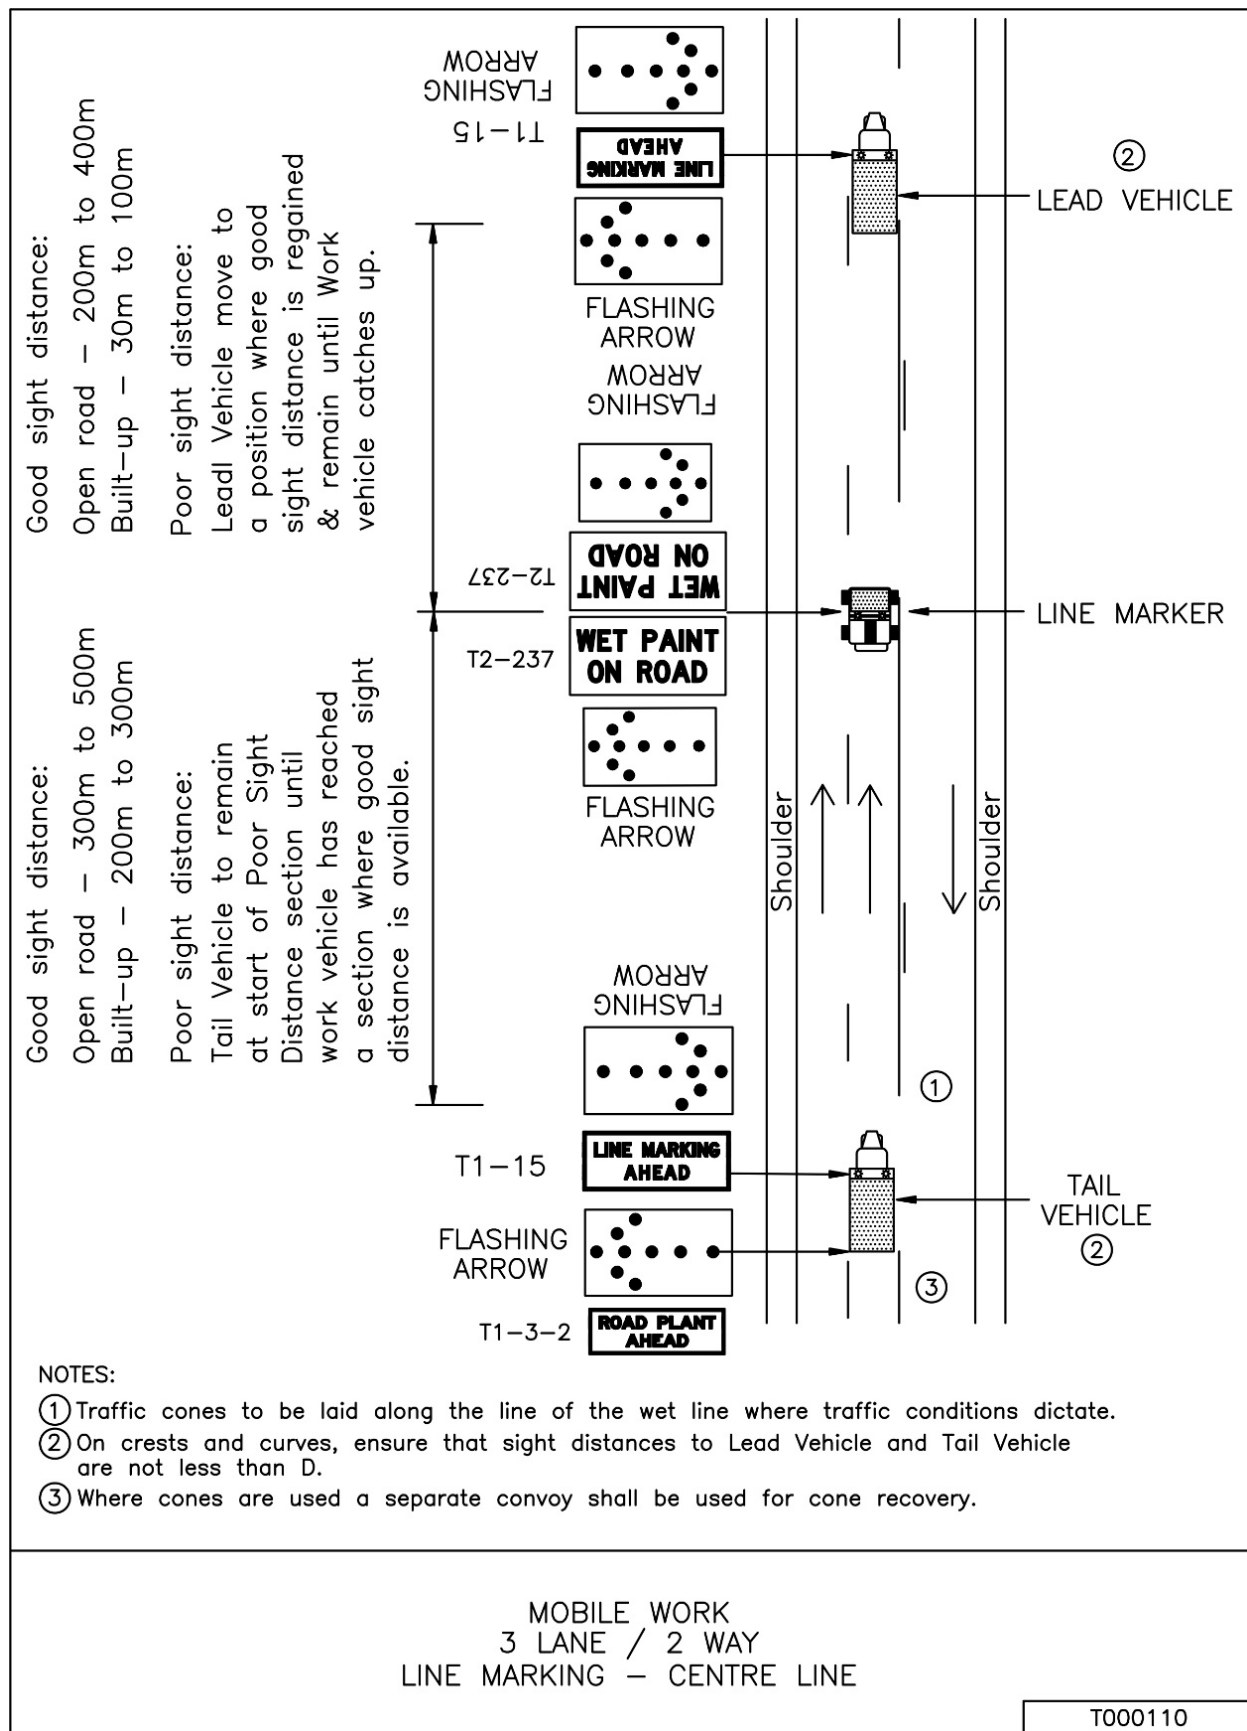 FLASHING
ARROW
T1-15
LINE MARKING
AHEAD
②
LEAD VEHICLE
Good sight distance:
Open road - 200m to 400m
Built-up - 30m to 100m
Poor sight distance:
Leadl Vehicle move to
a position where good
sight distance is regained
& remain until Work
vehicle catches up.
FLASHING
ARROW
FLASHING
ARROW
T2-237
WET PAINT
ON ROAD
LINE MARKER
T2-237
WET PAINT
ON ROAD
Good sight distance:
Open road - 300m to 500m
Built-up - 200m to 300m
Poor sight distance:
Tail Vehicle to remain
at start of Poor Sight
Distance section until
work vehicle has reached
a section where good sight
distance is available.
FLASHING
ARROW
Shoulder
Shoulder
FLASHING
ARROW
①
T1-15
LINE MARKING
AHEAD
TAIL
VEHICLE
②
FLASHING
ARROW
③
T1-3-2
ROAD PLANT
AHEAD
NOTES:
① Traffic cones to be laid along the line of the wet line where traffic conditions dictate.
② On crests and curves, ensure that sight distances to Lead Vehicle and Tail Vehicle
are not less than D.
③ Where cones are used a separate convoy shall be used for cone recovery.
MOBILE WORK
3 LANE / 2 WAY
LINE MARKING - CENTRE LINE
T000110